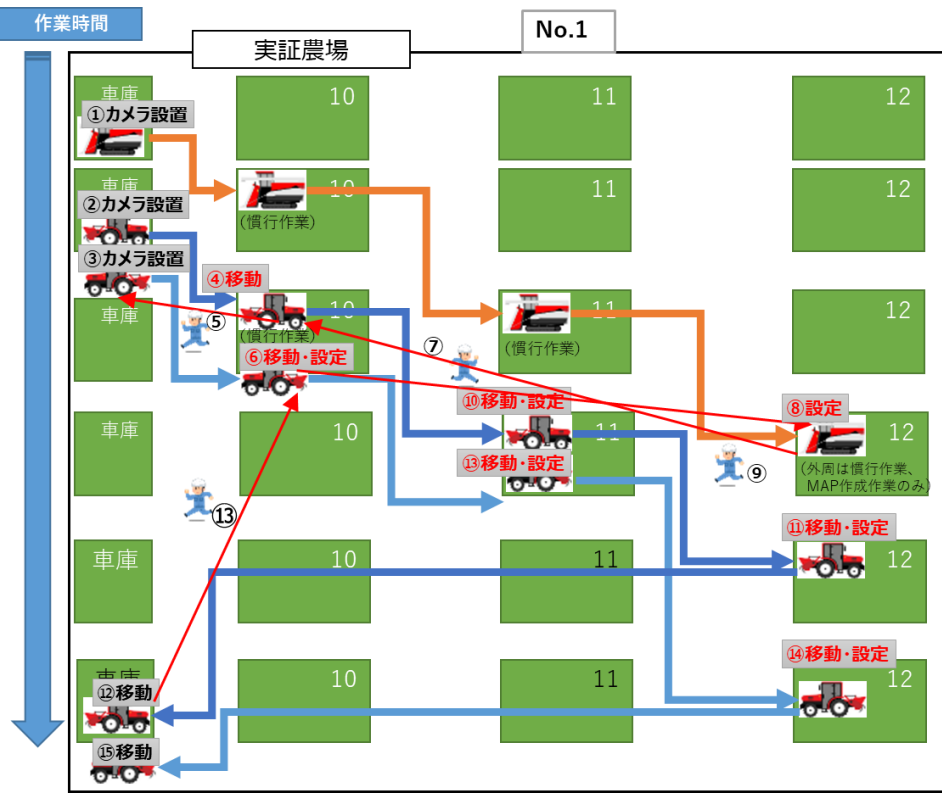 作業時間
No.1
実証農場
車庫
10
11
12
①カメラ設置
車庫
10
11
12
②カメラ設置
(慣行作業)
③カメラ設置
④移動
車庫
10
11
12
⑤
(慣行作業)
(慣行作業)
⑥移動・設定
⑦
⑩移動・設定
⑧設定
車庫
10
11
12
⑬移動・設定
⑨
(外周は慣行作業、
MAP作成作業のみ)
⑬
⑪移動・設定
車庫
10
11
12
⑭移動・設定
車庫
10
11
12
⑫移動
⑮移動